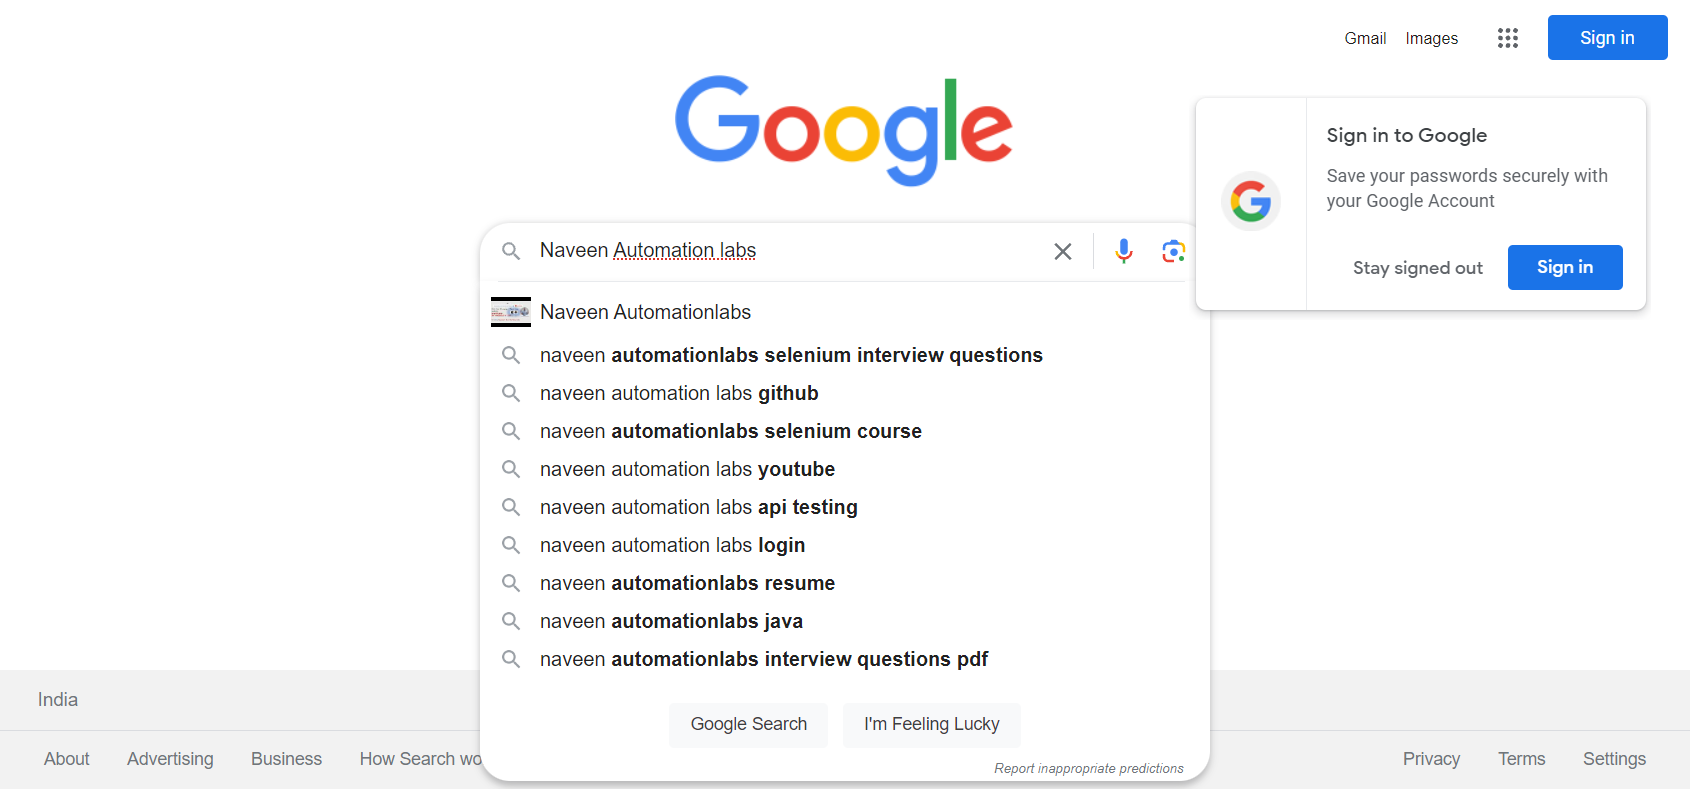 Gmail Images Sign in
Google
Sign in to Google
Save your passwords securely with
your Google Account
Stay signed out Sign in
Naveen Automation labs
Naveen Automationlabs
naveen automationlabs selenium interview questions
naveen automation labs github
naveen automationlabs selenium course
naveen automation labs youtube
naveen automation labs api testing
naveen automation labs login
naveen automationlabs resume
naveen automationlabs java
naveen automationlabs interview questions pdf
Google Search I'm Feeling Lucky
Report inappropriate predictions
India
About Advertising Business How Search wo
Privacy Terms Settings